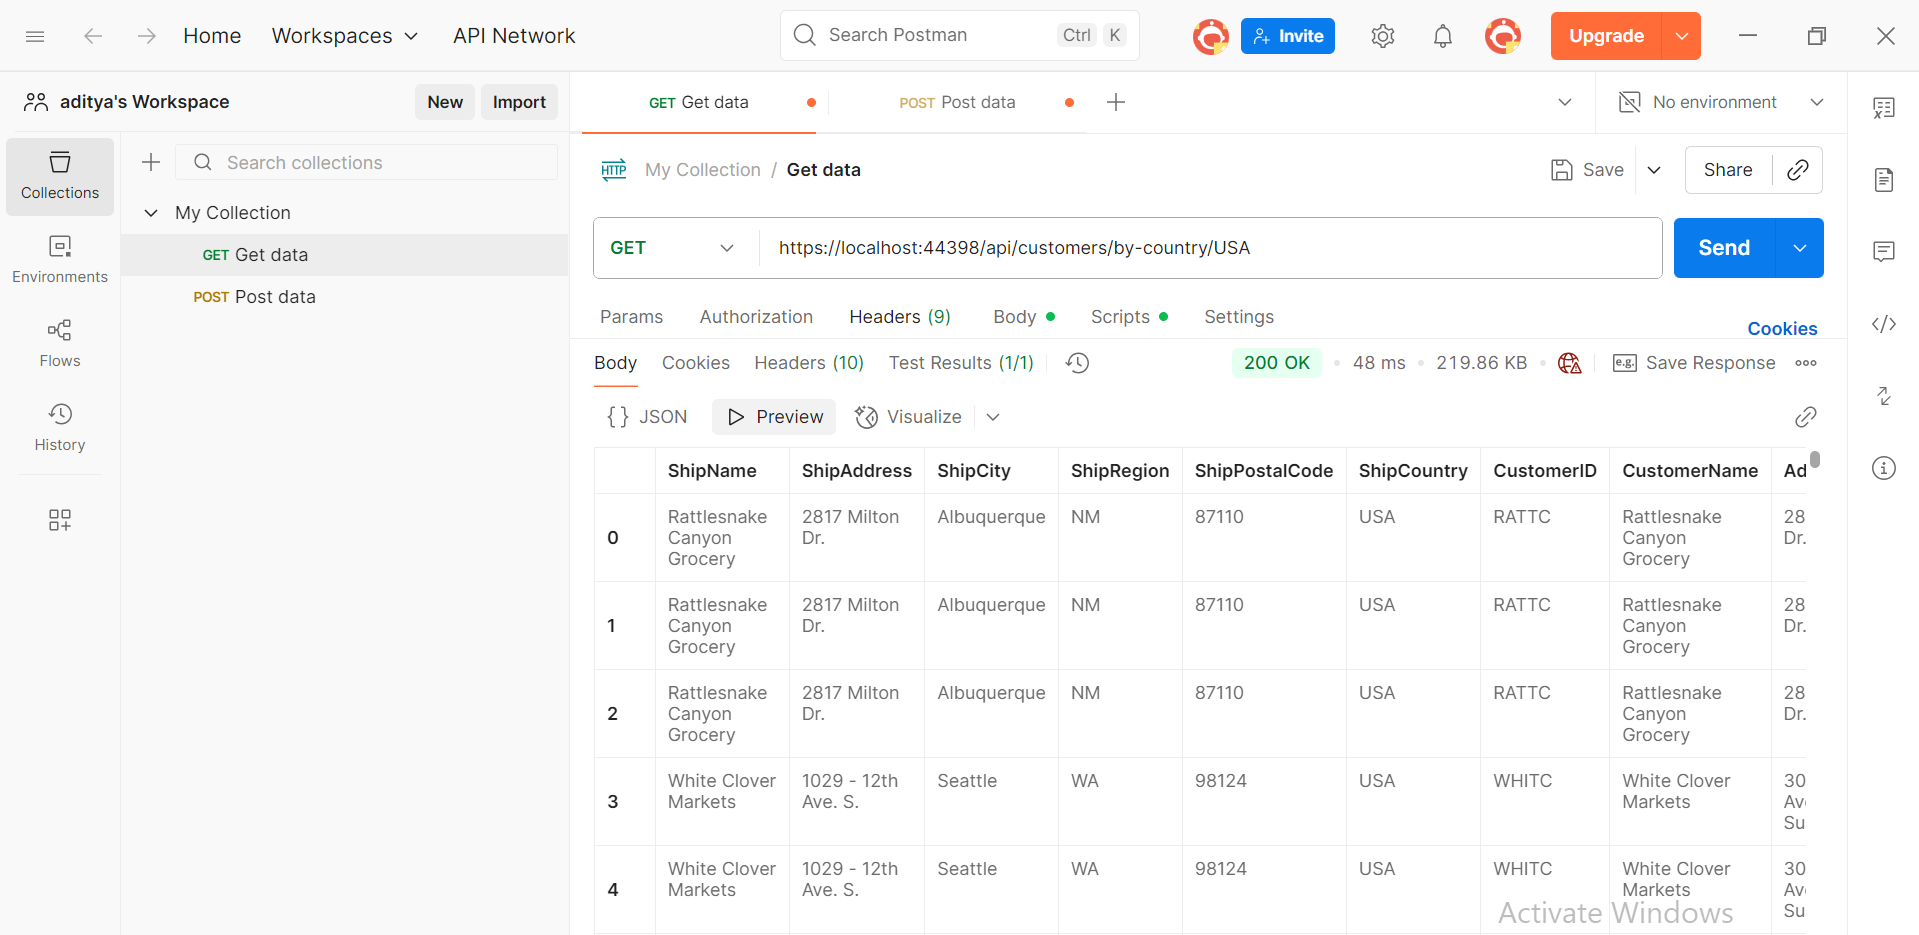 Home Workspaces API Network Search Postman Ctrl K Invite Upgrade
aditya's Workspace New Import
GET Get data POST Post data No environment
Collections
Environments
Flows
History
Search collections
My Collection
GET Get data
POST Post data
HTTP My Collection / Get data Save Share
GET https://localhost:44398/api/customers/by-country/USA Send
Params Authorization Headers (9) Body Scripts Settings Cookies
Body Cookies Headers (10) Test Results (1/1) 200 OK 48 ms 219.86 KB e.g. Save Response
{} JSON Preview Visualize
ShipName ShipAddress ShipCity ShipRegion ShipPostalCode ShipCountry CustomerID CustomerName Ad
0 Rattlesnake Canyon Grocery 2817 Milton Dr. Albuquerque NM 87110 USA RATTC Rattlesnake Canyon Grocery 28 Dr.
1 Rattlesnake Canyon Grocery 2817 Milton Dr. Albuquerque NM 87110 USA RATTC Rattlesnake Canyon Grocery 28 Dr.
2 Rattlesnake Canyon Grocery 2817 Milton Dr. Albuquerque NM 87110 USA RATTC Rattlesnake Canyon Grocery 28 Dr.
3 White Clover Markets 1029 - 12th Ave. S. Seattle WA 98124 USA WHITC White Clover Markets 30 Av Su
4 White Clover Markets 1029 - 12th Ave. S. Seattle WA 98124 USA WHITC White Clover Markets 30 Av Su
Activate Windows